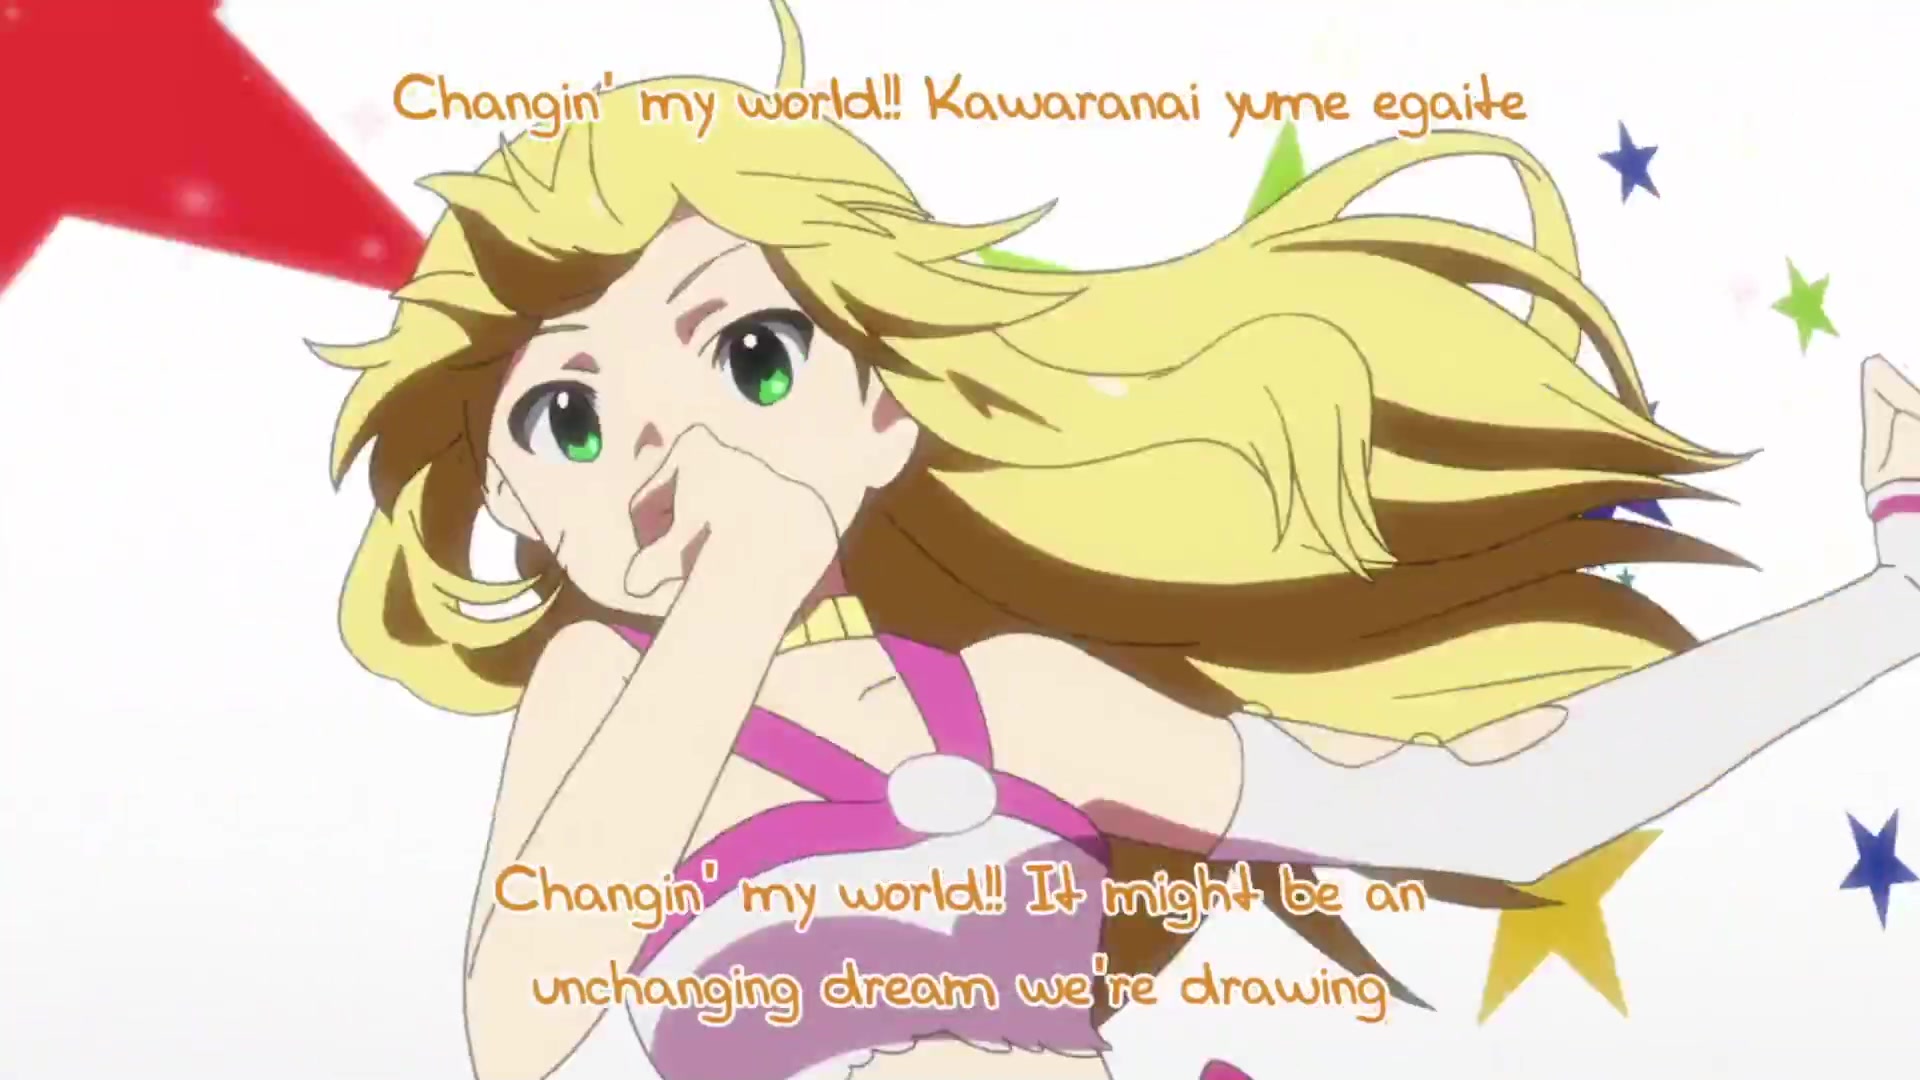 Changin' my world!! Kawaranai yume egaite
Changin' my world!! It might be an
unchanging dream we're drawing